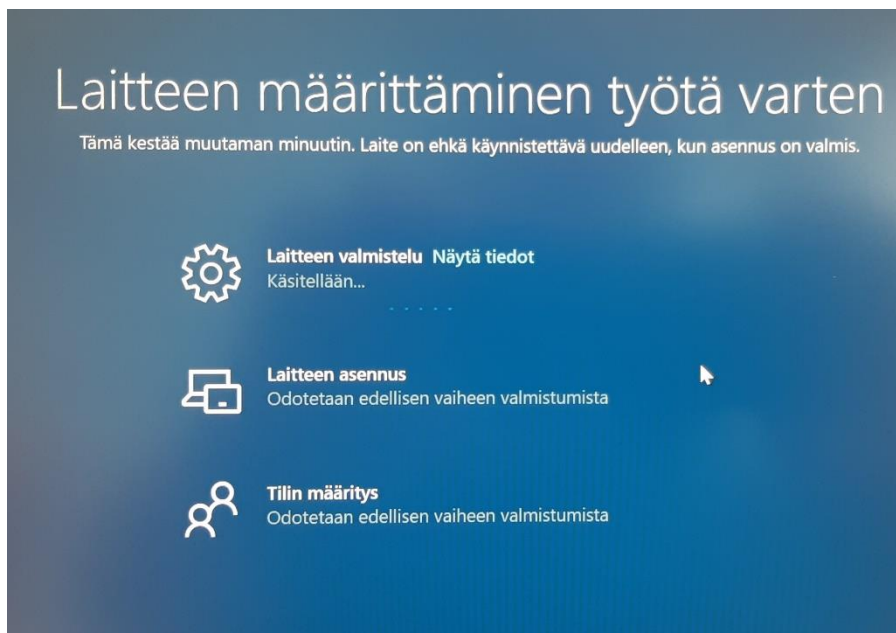 Laitteen määrittäminen työtä varten
Tämä kestää muutaman minuutin. Laite on ehkä käynnistettävä uudelleen, kun asennus on valmis.
Laitteen valmistelu Näytä tiedot
Käsitellään...
Laitteen asennus
Odotetaan edellisen vaiheen valmistumista
Tilin määritys
Odotetaan edellisen vaiheen valmistumista